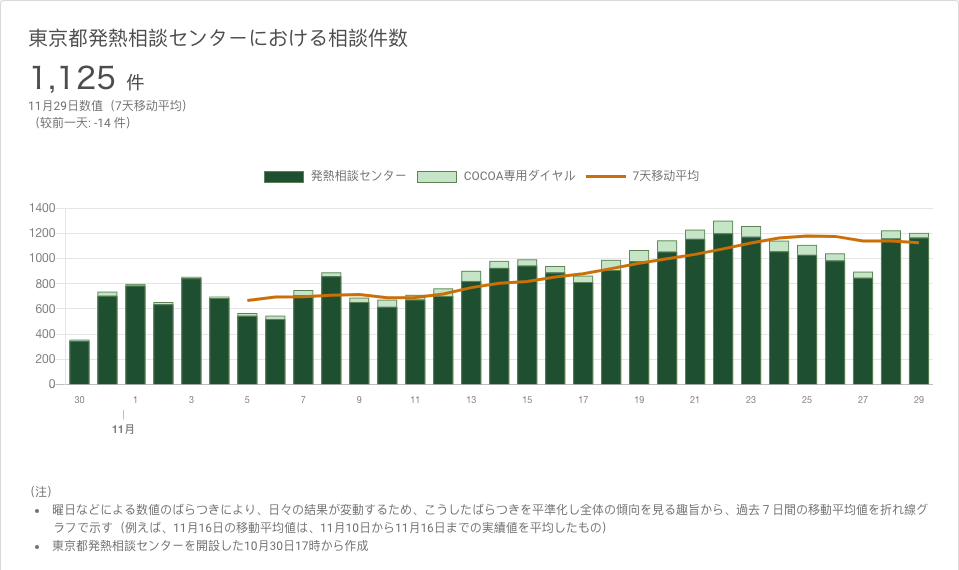 東京都発熱相談センターにおける相談件数
1,125 件
11月29日数值（7天移动平均）
（较前一天: -14 件）
発熱相談センター COCOA専用ダイヤル 7天移动平均
1400
1200
1000
800
600
400
200
0
30 1 3 5 7 9 11 13 15 17 19 21 23 25 27 29
11月
（注）
• 曜日などによる数値のばらつきにより、日々の結果が変動するため、こうしたばらつきを平準化し全体の傾向を見る趣旨から、過去７日間の移動平均値を折れ線グ
ラフで示す（例えば、11月16日の移動平均値は、11月10日から11月16日までの実績値を平均したもの）
• 東京都発熱相談センターを開設した10月30日17時から作成